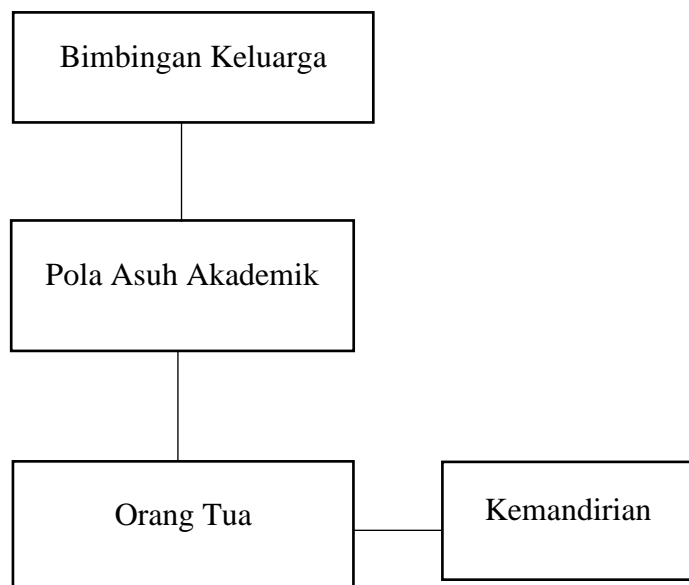 Bimbingan Keluarga
Pola Asuh Akademik
Orang Tua
Kemandirian